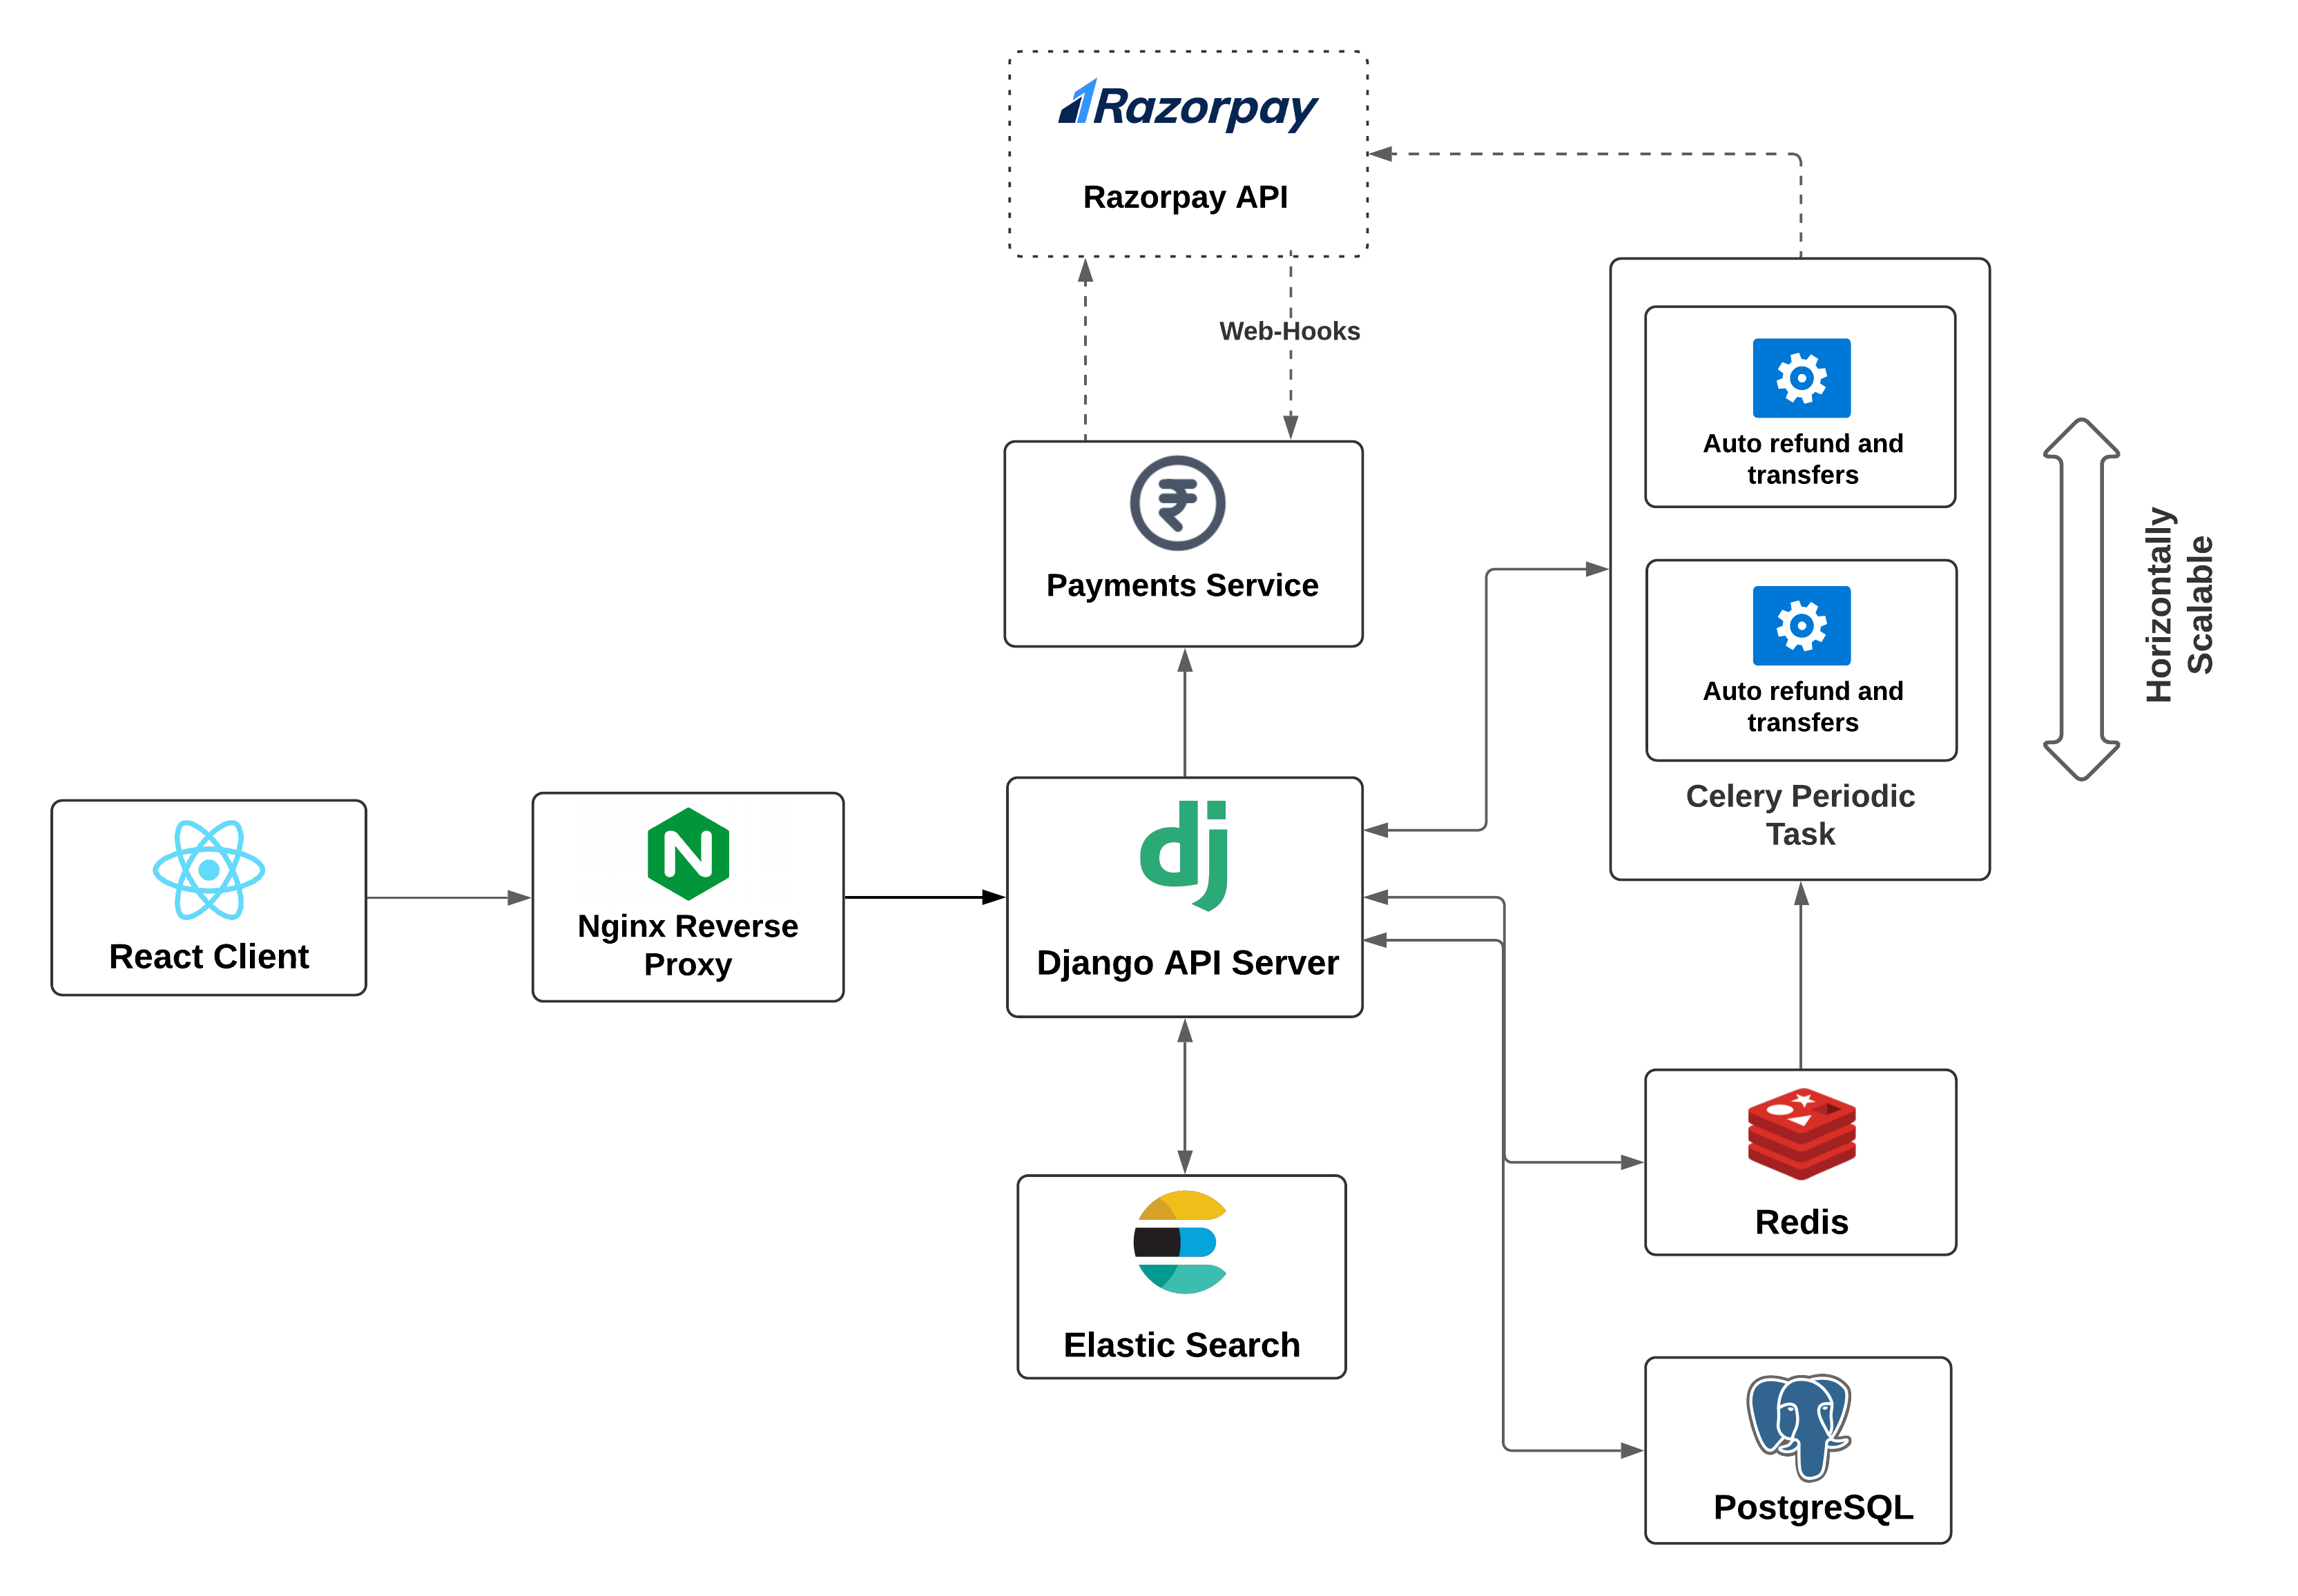 Razorpay
Razorpay API
Web-Hooks
Payments Service
Auto refund and
transfers
Auto refund and
transfers
Celery Periodic
Task
Horizontally
Scalable
React Client
Nginx Reverse
Proxy
Django API Server
Elastic Search
Redis
PostgreSQL